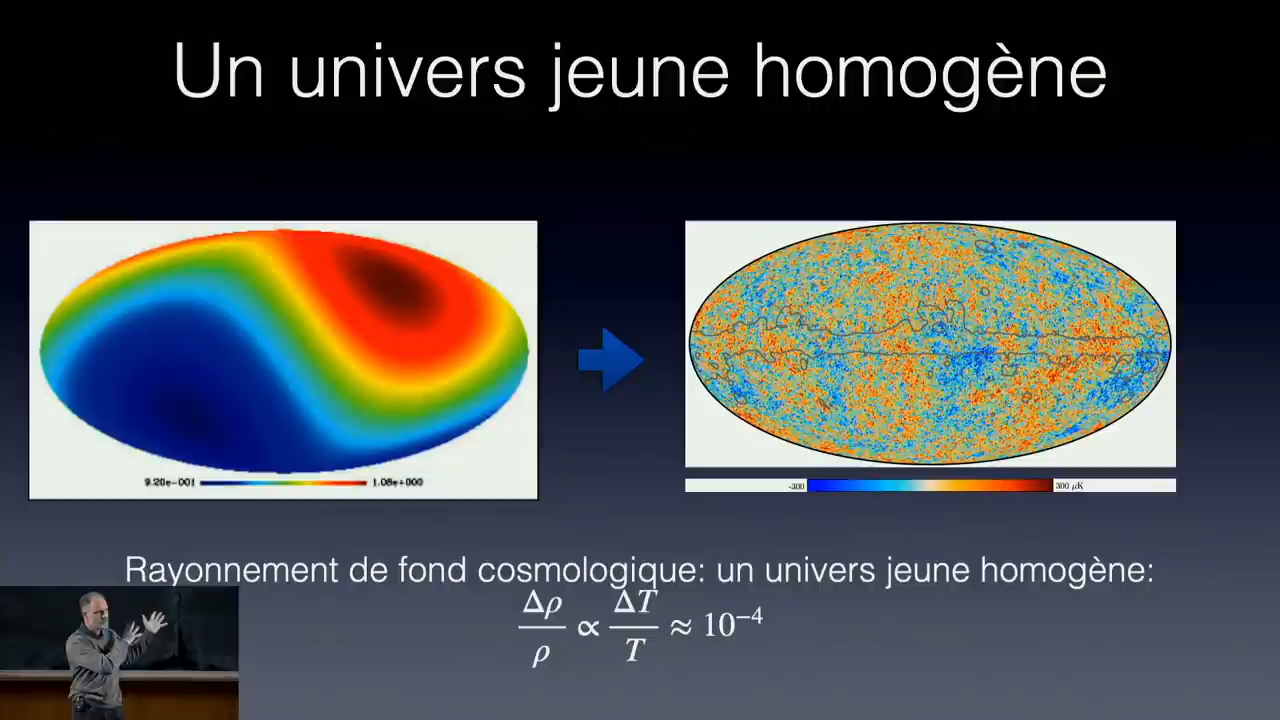 Un univers jeune homogène
9.20e-001 1.08e+000
-300 300 μK
Rayonnement de fond cosmologique: un univers jeune homogène:
Δρ/ρ ∝ ΔT/T ≈ 10⁻⁴